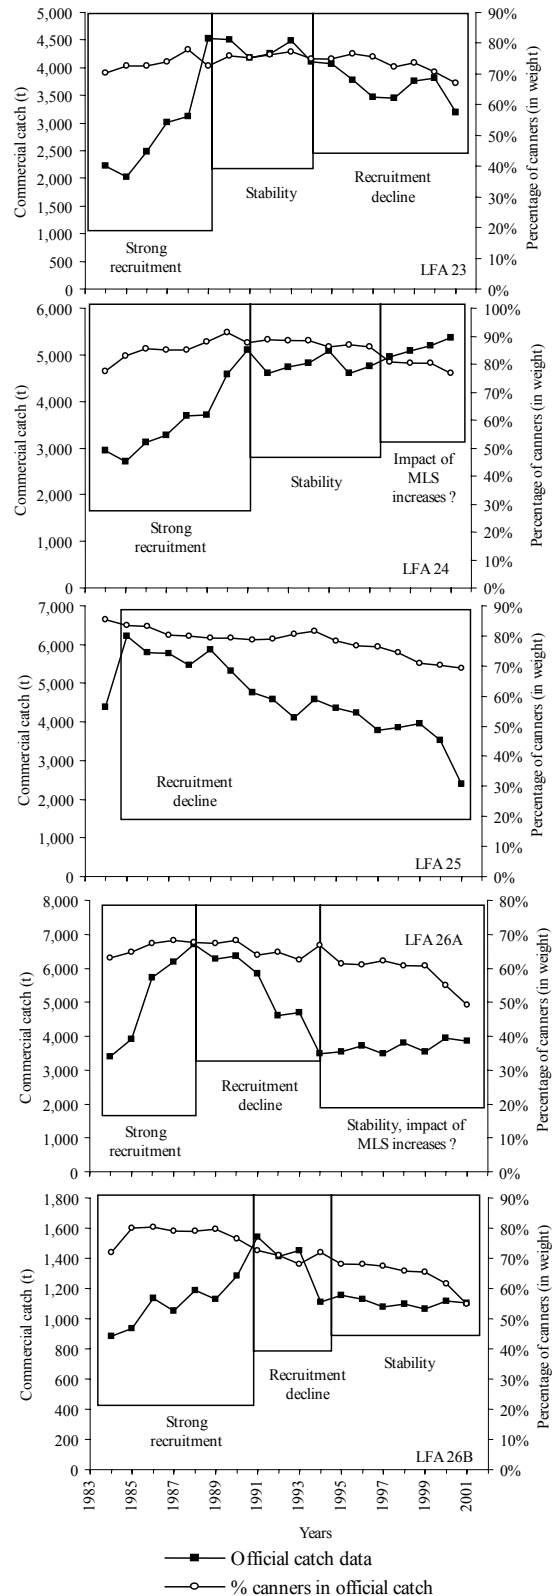 5,000
4,500
4,000
3,500
3,000
2,500
2,000
1,500
1,000
500
0
Commercial catch (t)
90%
80%
70%
60%
50%
40%
30%
20%
10%
0%
Percentage of canners (in weight)
Strong
recruitment
Stability
Recruitment
decline
LFA 23
6,000
5,000
4,000
3,000
2,000
1,000
0
Commercial catch (t)
100%
90%
80%
70%
60%
50%
40%
30%
20%
10%
0%
Percentage of canners (in weight)
Strong
recruitment
Stability
Impact of
MLS
increases ?
LFA 24
7,000
6,000
5,000
4,000
3,000
2,000
1,000
0
Commercial catch (t)
90%
80%
70%
60%
50%
40%
30%
20%
10%
0%
Percentage of canners (in weight)
Recruitment
decline
LFA 25
8,000
7,000
6,000
5,000
4,000
3,000
2,000
1,000
0
Commercial catch (t)
80%
70%
60%
50%
40%
30%
20%
10%
0%
Percentage of canners (in weight)
LFA 26A
Strong
recruitment
Recruitment
decline
Stability, impact of
MLS increases ?
1,800
1,600
1,400
1,200
1,000
800
600
400
200
0
Commercial catch (t)
90%
80%
70%
60%
50%
40%
30%
20%
10%
0%
Percentage of canners (in weight)
Strong
recruitment
Recruitment
decline
Stability
LFA 26B
1983
1985
1987
1989
1991
1993
1995
1997
1999
2001
Years
Official catch data
% canners in official catch